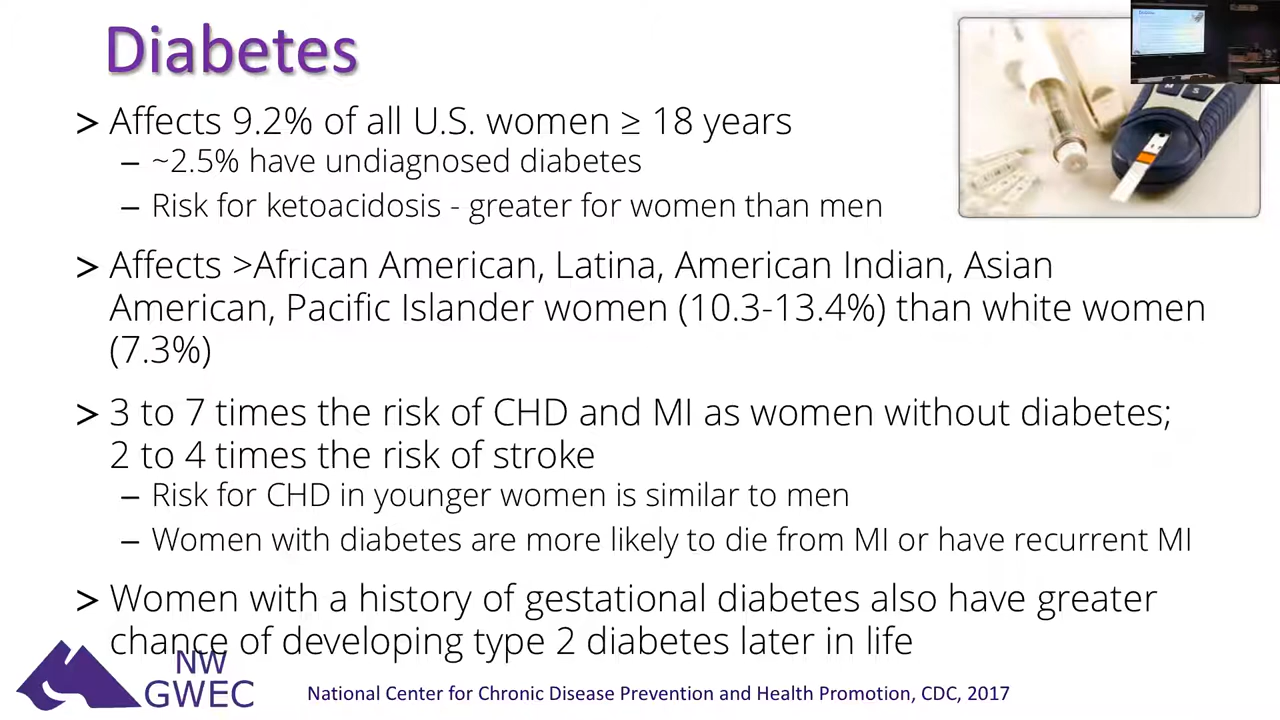 Diabetes
> Affects 9.2% of all U.S. women ≥ 18 years
– ~2.5% have undiagnosed diabetes
– Risk for ketoacidosis - greater for women than men
> Affects >African American, Latina, American Indian, Asian
American, Pacific Islander women (10.3-13.4%) than white women
(7.3%)
> 3 to 7 times the risk of CHD and MI as women without diabetes;
2 to 4 times the risk of stroke
– Risk for CHD in younger women is similar to men
– Women with diabetes are more likely to die from MI or have recurrent MI
> Women with a history of gestational diabetes also have greater
chance of developing type 2 diabetes later in life
NW
GWEC
National Center for Chronic Disease Prevention and Health Promotion, CDC, 2017